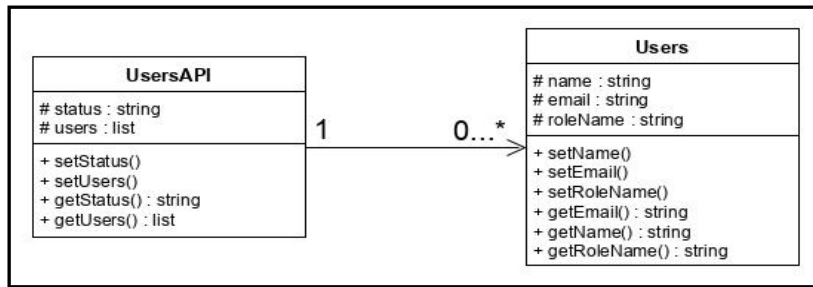 UsersAPI
# status : string
# users : list
+ setStatus()
+ setUsers()
+ getStatus() : string
+ getUsers() : list
1
0...*
Users
# name : string
# email : string
# roleName : string
+ setName()
+ setEmail()
+ setRoleName()
+ getEmail() : string
+ getName() : string
+ getRoleName() : string